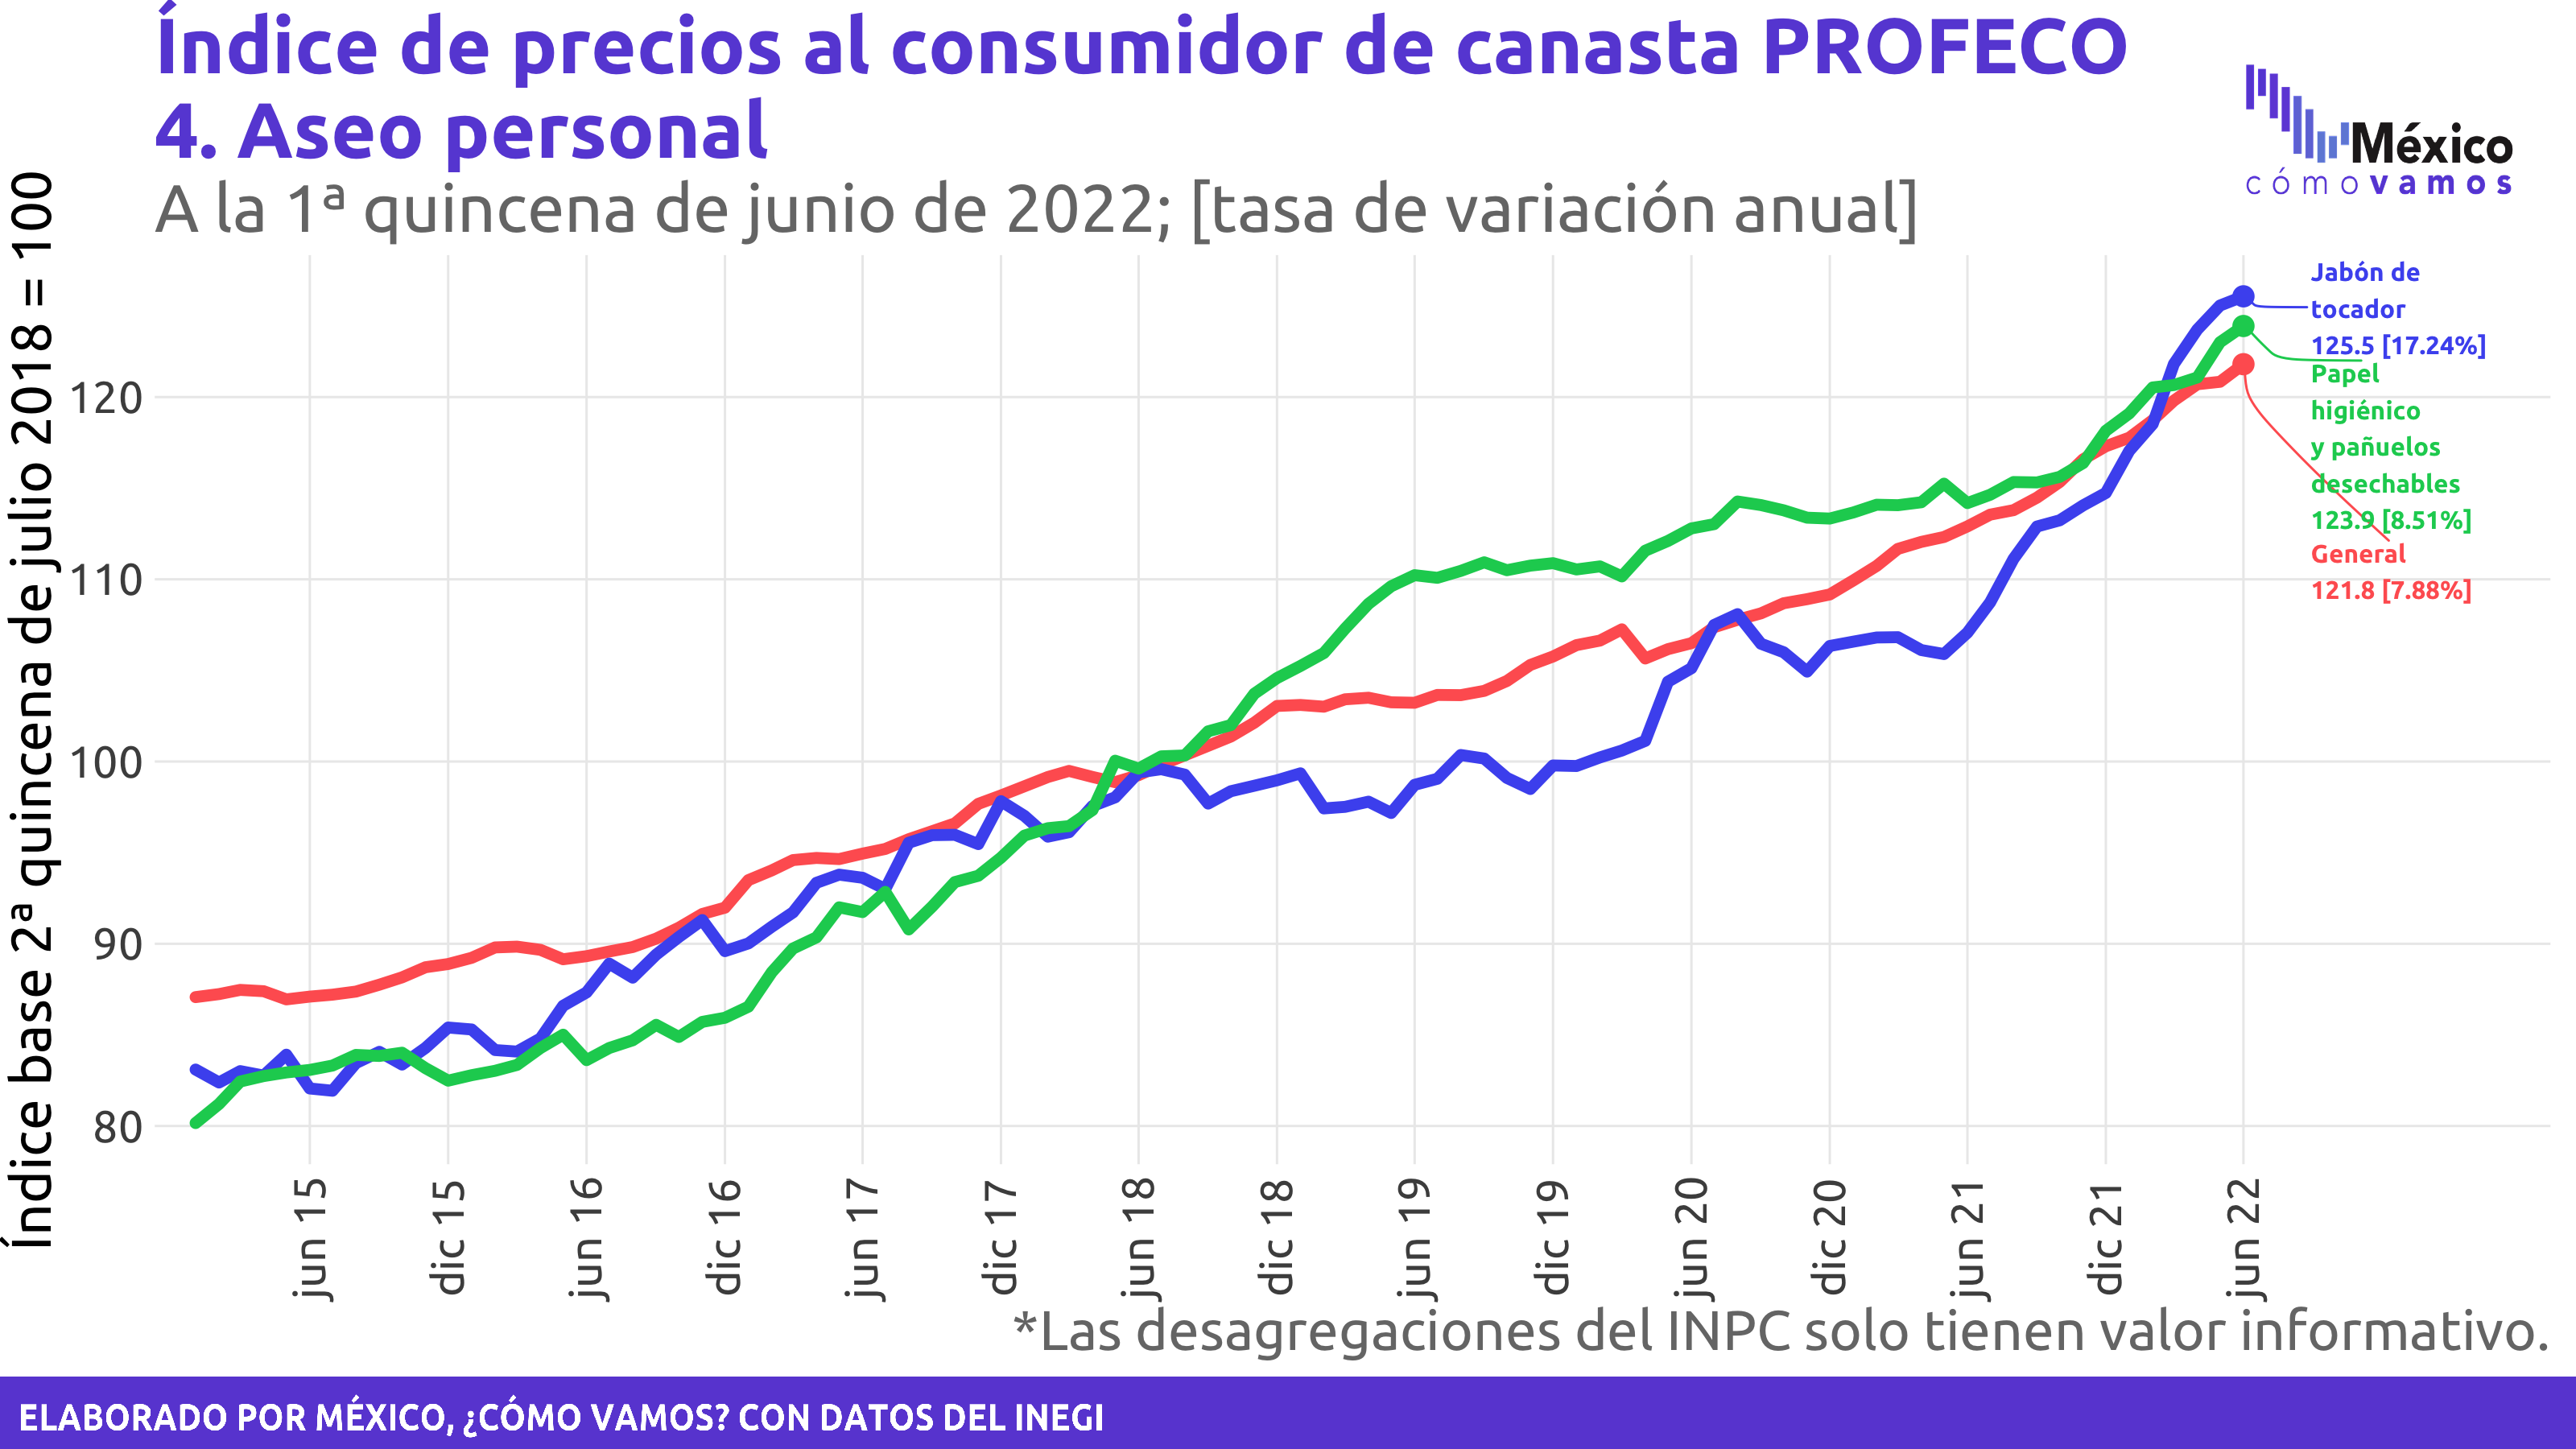 Índice de precios al consumidor de canasta PROFECO
4. Aseo personal
A la 1ª quincena de junio de 2022; [tasa de variación anual]
México
cómo vamos
Índice base 2ª quincena de julio 2018 = 100
120
110
100
90
80
Jabón de
tocador
125.5 [17.24%]
Papel
higiénico
y pañuelos
desechables
123.9 [8.51%]
General
121.8 [7.88%]
jun 15
dic 15
jun 16
dic 16
jun 17
dic 17
jun 18
dic 18
jun 19
dic 19
jun 20
dic 20
jun 21
dic 21
jun 22
*Las desagregaciones del INPC solo tienen valor informativo.
ELABORADO POR MÉXICO, ¿CÓMO VAMOS? CON DATOS DEL INEGI